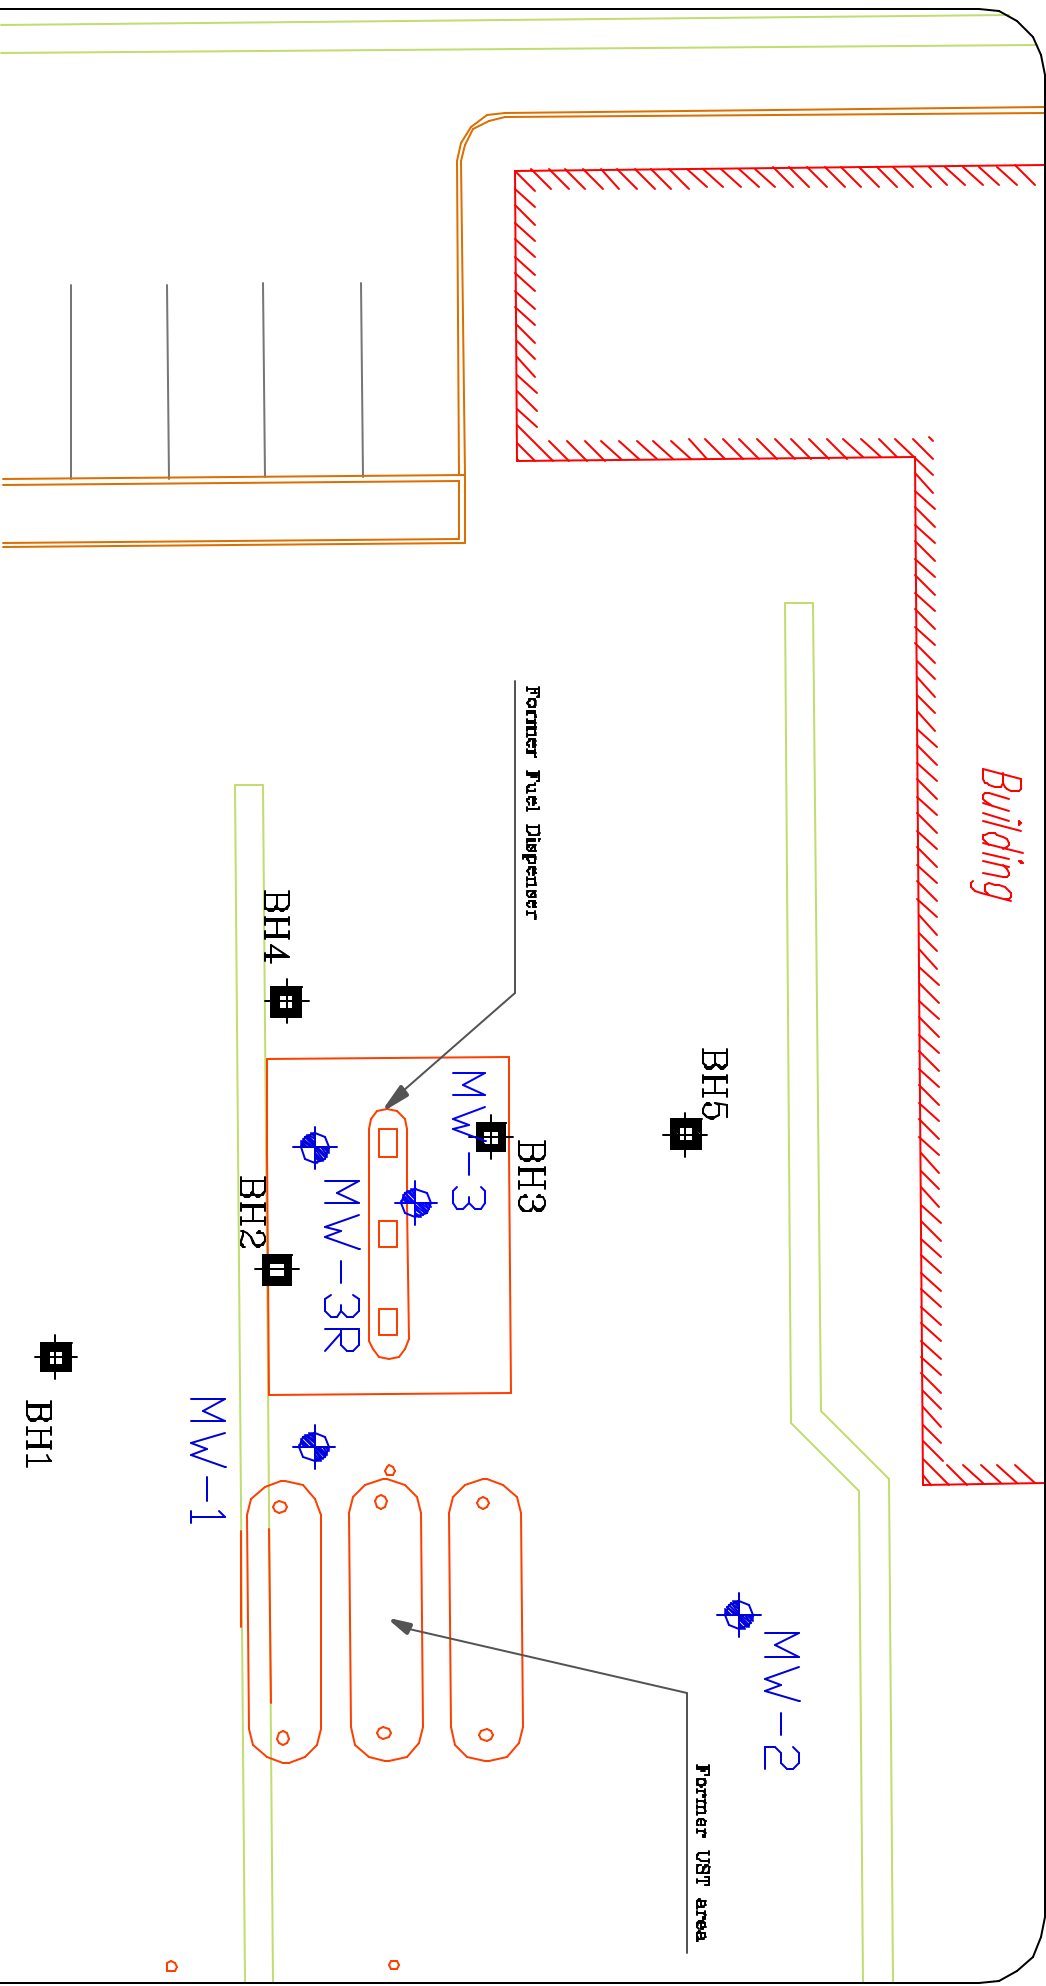 Building
BH5
MW-2
Former UST area
Former Fuel Dispenser
BH3
MW-3
MW-3R
BH4
BH2
MW-1
BH1